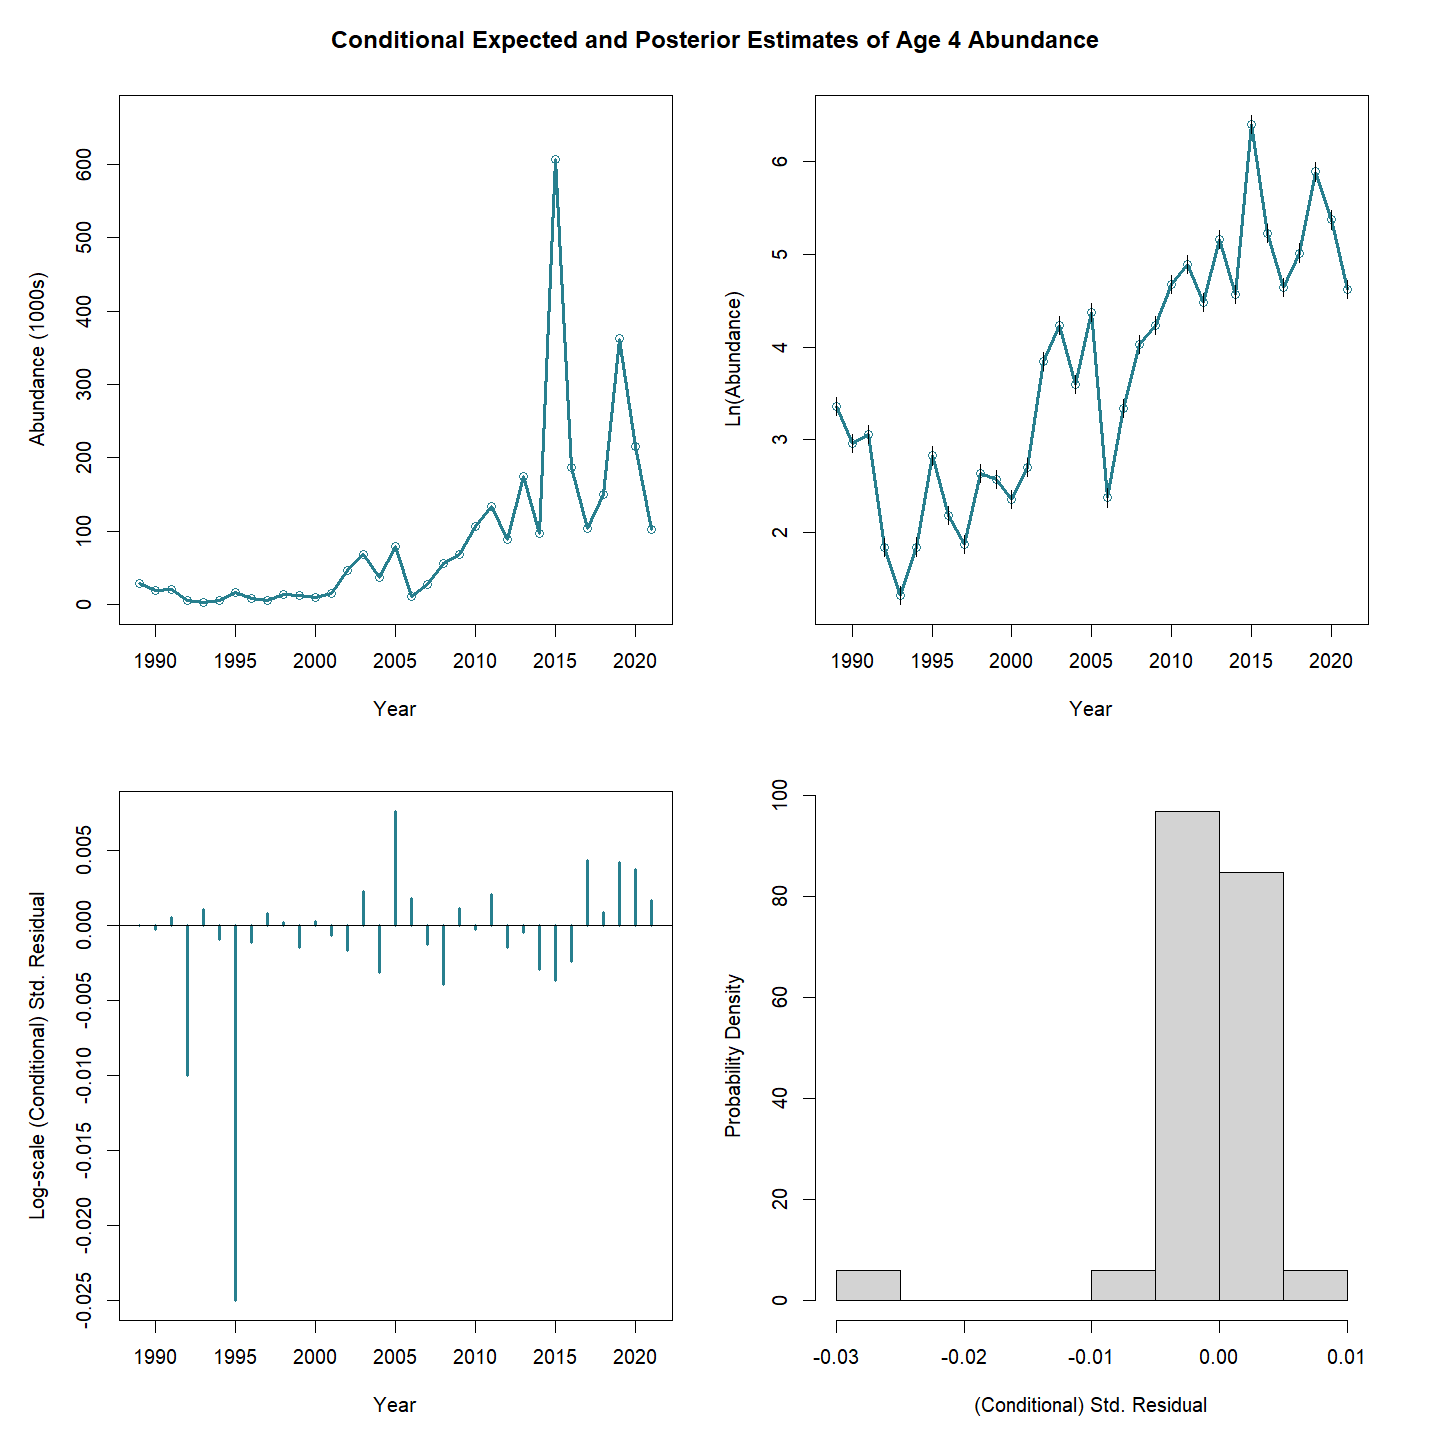 Conditional Expected and Posterior Estimates of Age 4 Abundance
Abundance (1000s)
600
500
400
300
200
100
0
1990 1995 2000 2005 2010 2015 2020
Year
Ln(Abundance)
6
5
4
3
2
1990 1995 2000 2005 2010 2015 2020
Year
Log-scale (Conditional) Std. Residual
0.005
0.000
-0.005
-0.010
-0.015
-0.020
-0.025
1990 1995 2000 2005 2010 2015 2020
Year
Probability Density
100
80
60
40
20
0
-0.03 -0.02 -0.01 0.00 0.01
(Conditional) Std. Residual